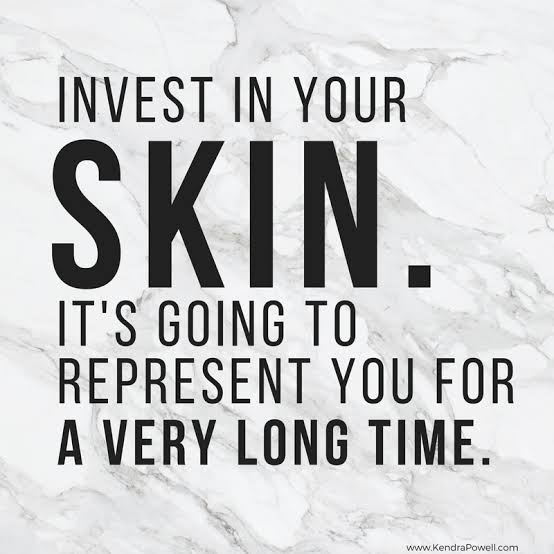 INVEST IN YOUR
SKIN.
IT'S GOING TO
REPRESENT YOU FOR
A VERY LONG TIME.
www.KendraPowell.com